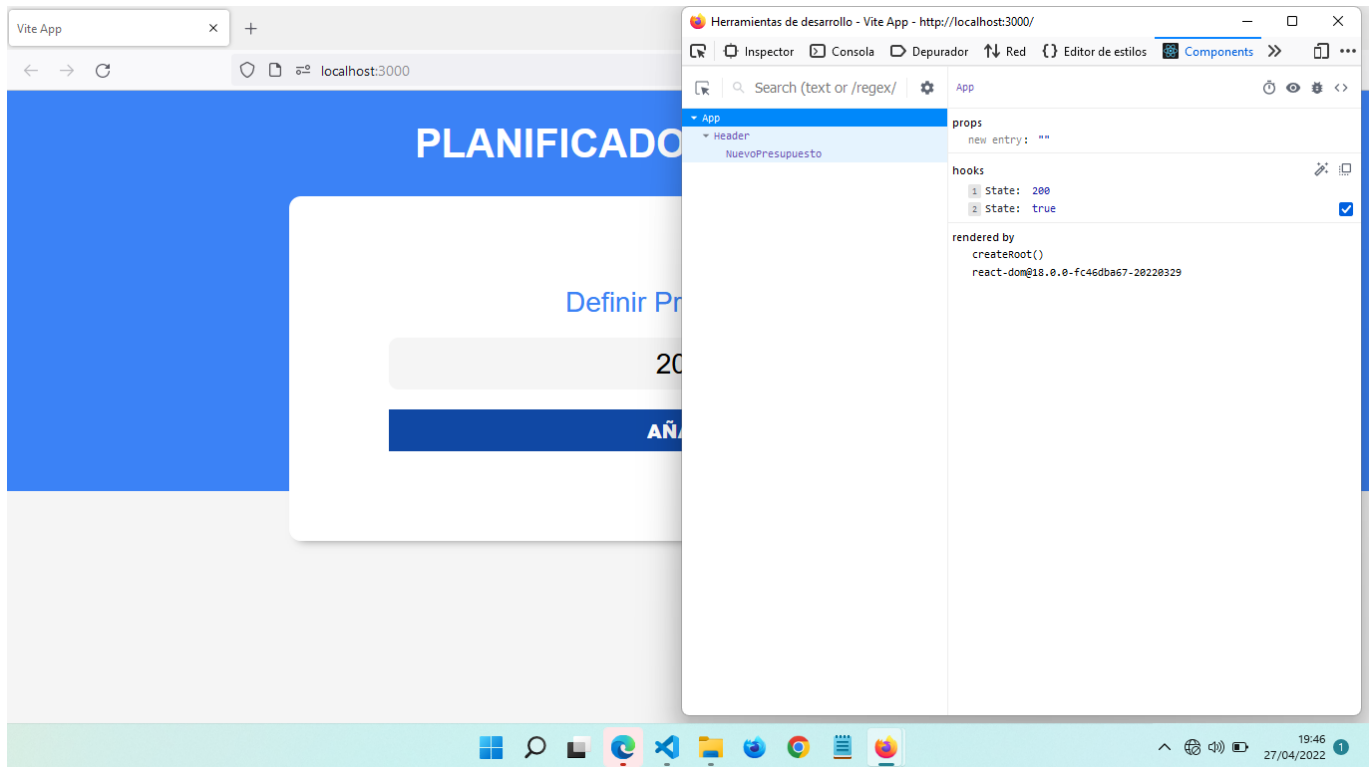 Vite App
localhost:3000
PLANIFICADO
Definir Pr
20
AÑ
Herramientas de desarrollo - Vite App - http://localhost:3000/
Inspector Consola Depurador Red Editor de estilos Components
Search (text or /regex/
App
Header
NuevoPresupuesto
App
props
new entry: ""
hooks
1 State: 200
2 State: true
rendered by
createRoot()
react-dom@18.0.0-fc46dba67-20220329
19:46
27/04/2022
1